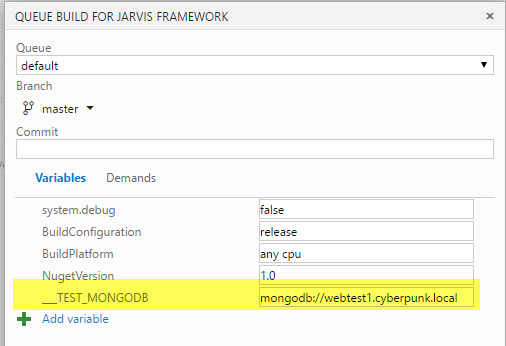 QUEUE BUILD FOR JARVIS FRAMEWORK
Queue
default
Branch
master
Commit
Variables Demands
system.debug false
BuildConfiguration release
BuildPlatform any cpu
NugetVersion 1.0
___TEST_MONGODB mongodb://webtest1.cyberpunk.local
Add variable